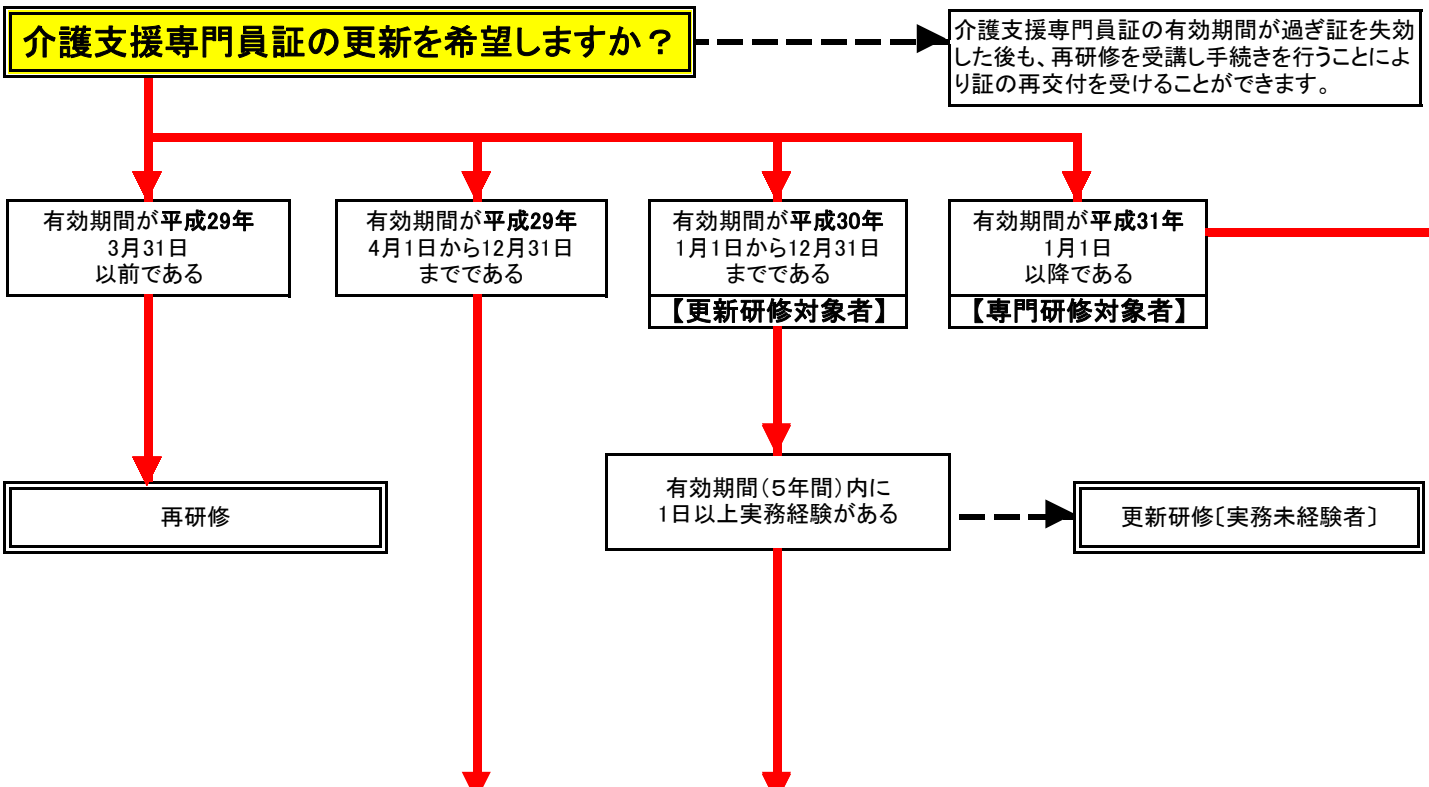 介護支援専門員証の更新を希望しますか？
介護支援専門員証の有効期間が過ぎ証を失効
した後も、再研修を受講し手続きを行うことによ
り証の再交付を受けることができます。
有効期間が平成29年
3月31日
以前である
有効期間が平成29年
4月1日から12月31日
までである
有効期間が平成30年
1月1日から12月31日
までである
【更新研修対象者】
有効期間が平成31年
1月1日
以降である
【専門研修対象者】
再研修
有効期間（５年間）内に
1日以上実務経験がある
更新研修〔実務未経験者〕